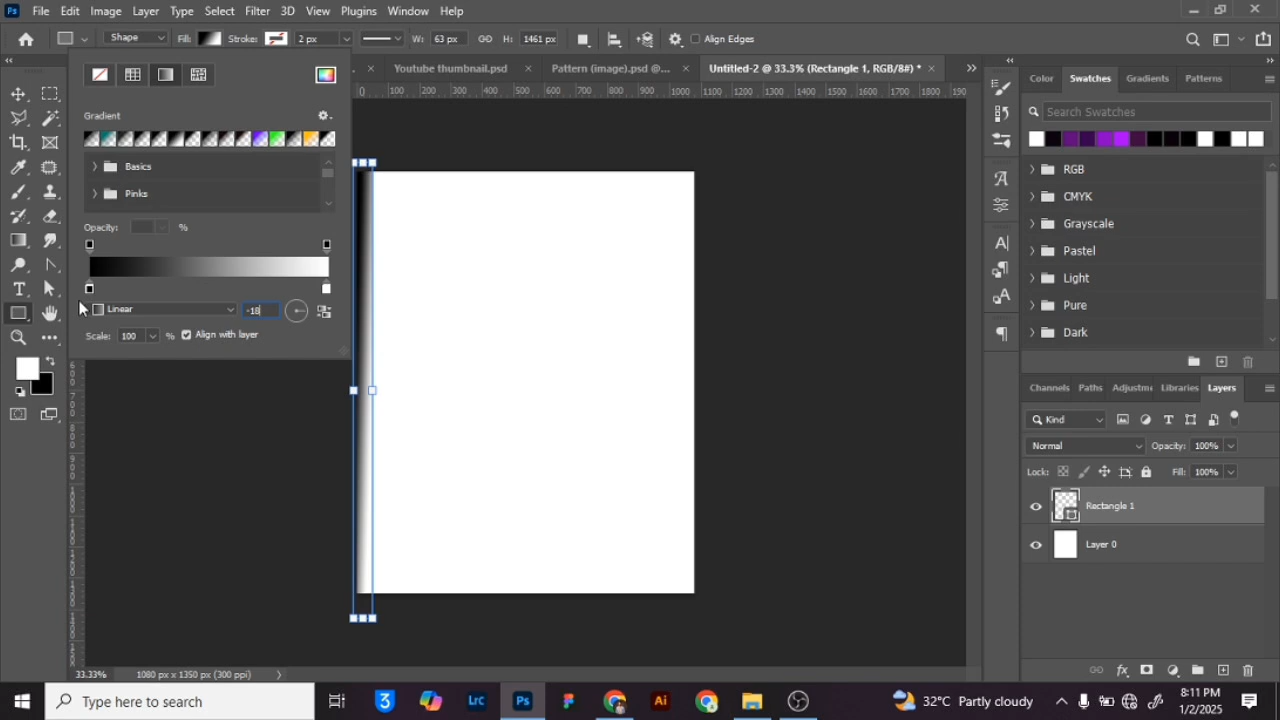 Ps File Edit Image Layer Type Select Filter 3D View Plugins Window Help
Shape Fill: Stroke: 2 px W: 63 px H: 1461 px Align Edges
Youtube thumbnail.psd × Pattern (image).psd @... × Untitled-2 @ 33.3% (Rectangle 1, RGB/8#) * ×
0 100 200 300 400 500 600 700 800 900 1000 1100 1200 1300 1400 1500 1600 1700 1800 190
Gradient
Basics
Pinks
Opacity: %
Linear -18
Scale: 100 % Align with layer
Color Swatches Gradients Patterns
Search Swatches
RGB
CMYK
Grayscale
Pastel
Light
Pure
Dark
Channels Paths Adjustme Libraries Layers
Kind
Normal Opacity: 100%
Lock: Fill: 100%
Rectangle 1
Layer 0
33.33% 1080 px x 1350 px (300 ppi)
Type here to search
Lrc Ps Ai
32°C Partly cloudy
8:11 PM
1/2/2025